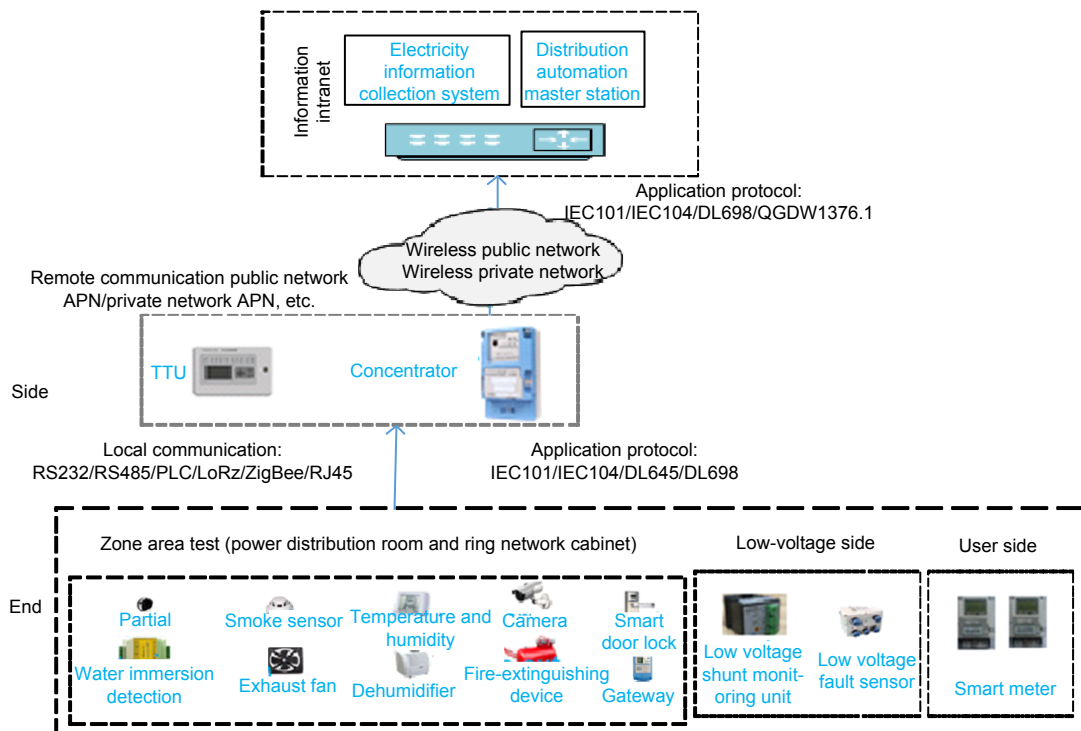 Information
intranet
Electricity
information
collection system
Distribution
automation
master station
Application protocol:
IEC101/IEC104/DL698/QGDW1376.1
Wireless public network
Wireless private network
Remote communication public network
APN/private network APN, etc.
Side
TTU
Concentrator
Local communication:
RS232/RS485/PLC/LoRz/ZigBee/RJ45
Application protocol:
IEC101/IEC104/DL645/DL698
End
Zone area test (power distribution room and ring network cabinet)
Partial
Smoke sensor
Temperature and
humidity
Camera
Smart
door lock
Water immersion
detection
Exhaust fan
Dehumidifier
Fire-extinguishing
device
Gateway
Low-voltage side
Low voltage
shunt monit-
oring unit
Low voltage
fault sensor
User side
Smart meter